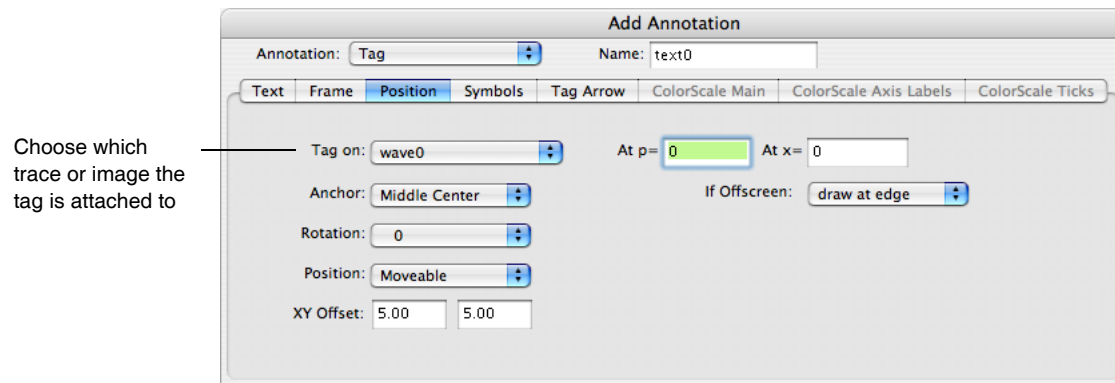 Add Annotation
Annotation: Tag Name: text0
Text Frame Position Symbols Tag Arrow ColorScale Main ColorScale Axis Labels ColorScale Ticks
Choose which
trace or image the
tag is attached to
Tag on: wave0 At p= 0 At x= 0
Anchor: Middle Center If Offscreen: draw at edge
Rotation: 0
Position: Moveable
XY Offset: 5.00 5.00